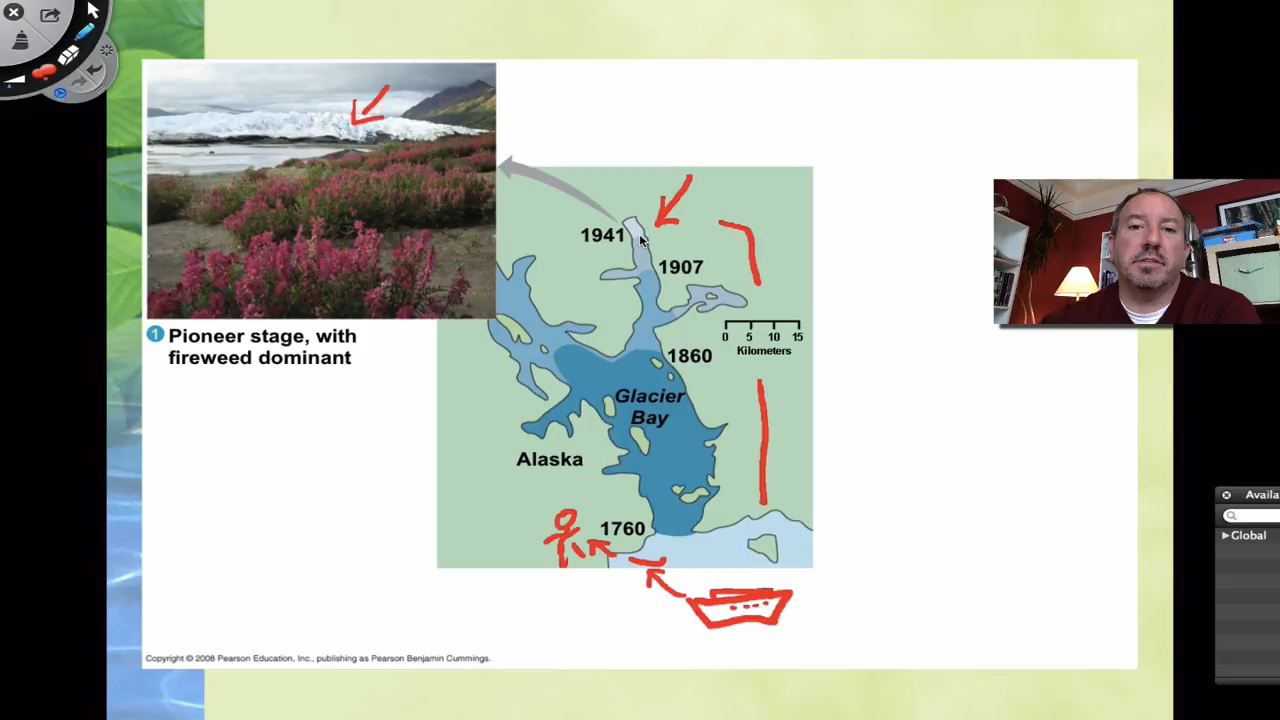 1941
1907
0 5 10 15
Kilometers
1 Pioneer stage, with
fireweed dominant
1860
Glacier
Bay
Alaska
1760
Copyright © 2008 Pearson Education, Inc., publishing as Pearson Benjamin Cummings.
Availa
Global